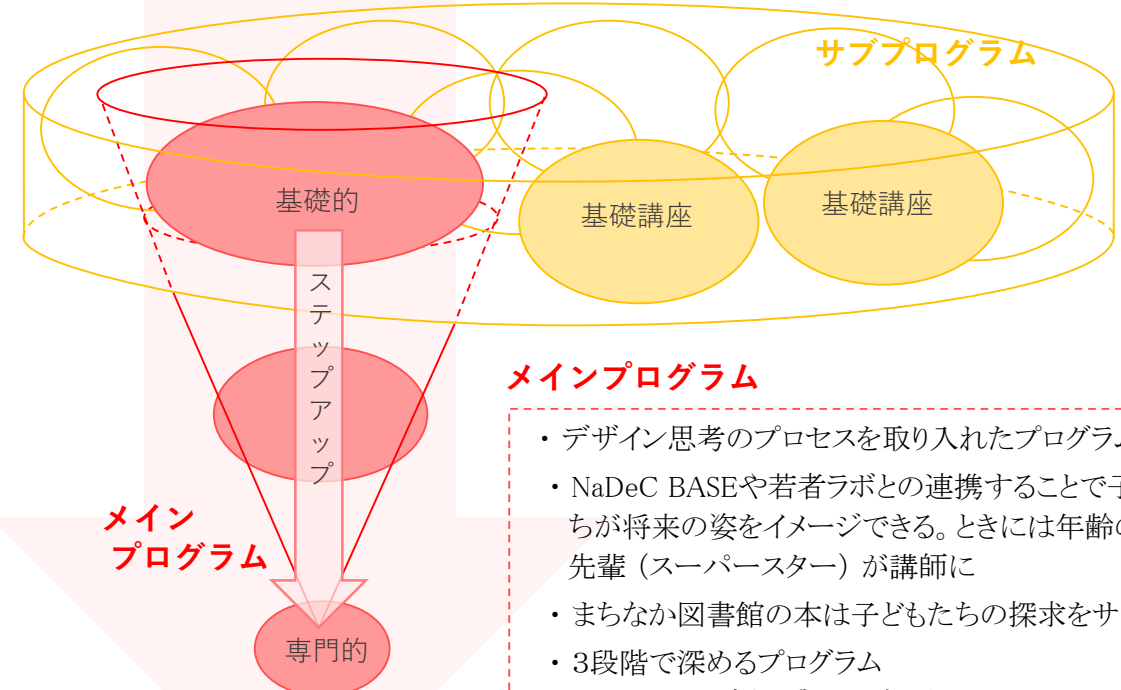 サブプログラム
基礎的
基礎講座
基礎講座
ステップアップ
メイン
プログラム
専門的
メインプログラム
・デザイン思考のプロセスを取り入れたプログラム
・NaDeC BASEや若者ラボとの連携することで子
ちが将来の姿をイメージできる。ときには年齢の
先輩（スーパースター）が講師に
・まちなか図書館の本は子どもたちの探求をサ
・３段階で深めるプログラム